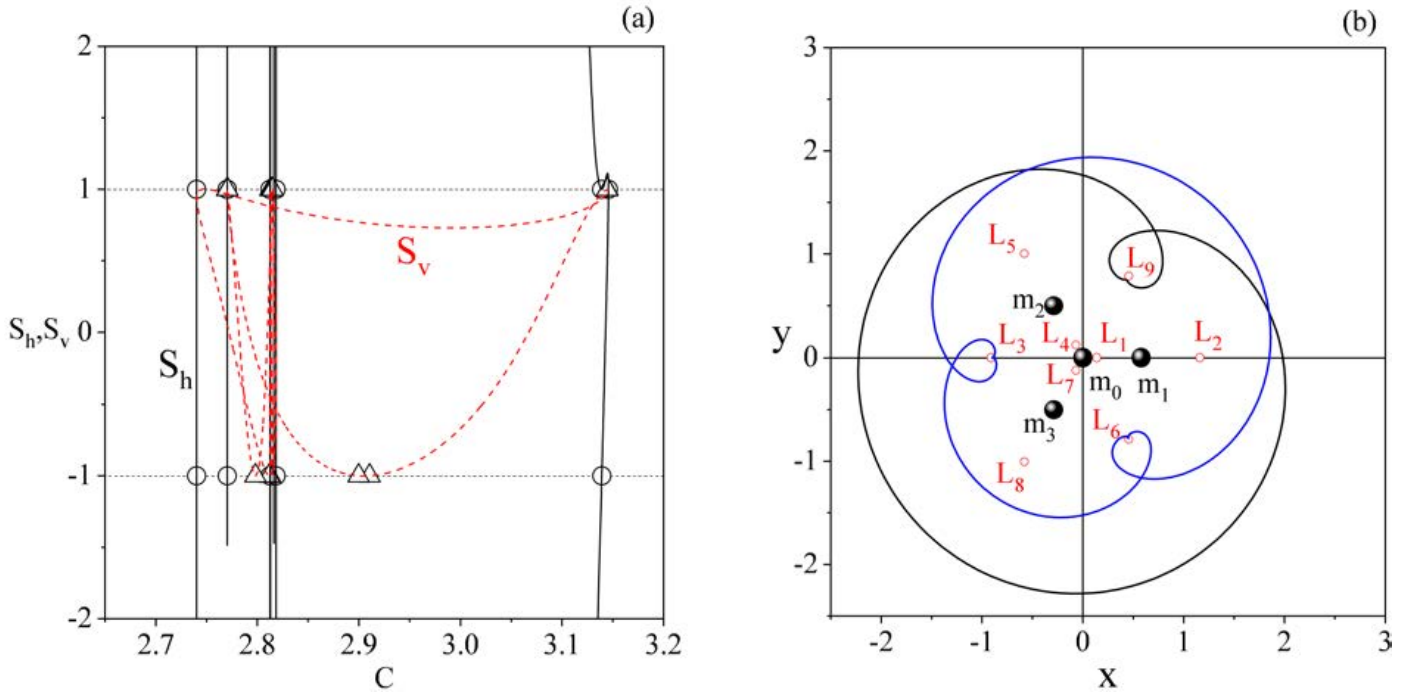 (a)
2
1
0
-1
-2
S_h,S_v
S_v
S_h
2.7
2.8
2.9
3.0
3.1
3.2
C
(b)
3
2
1
0
-1
-2
y
L_5
L_9
m_2
L_3
L_4
L_1
L_2
L_7
m_0
m_1
m_3
L_6
L_8
-2
-1
0
1
2
3
x